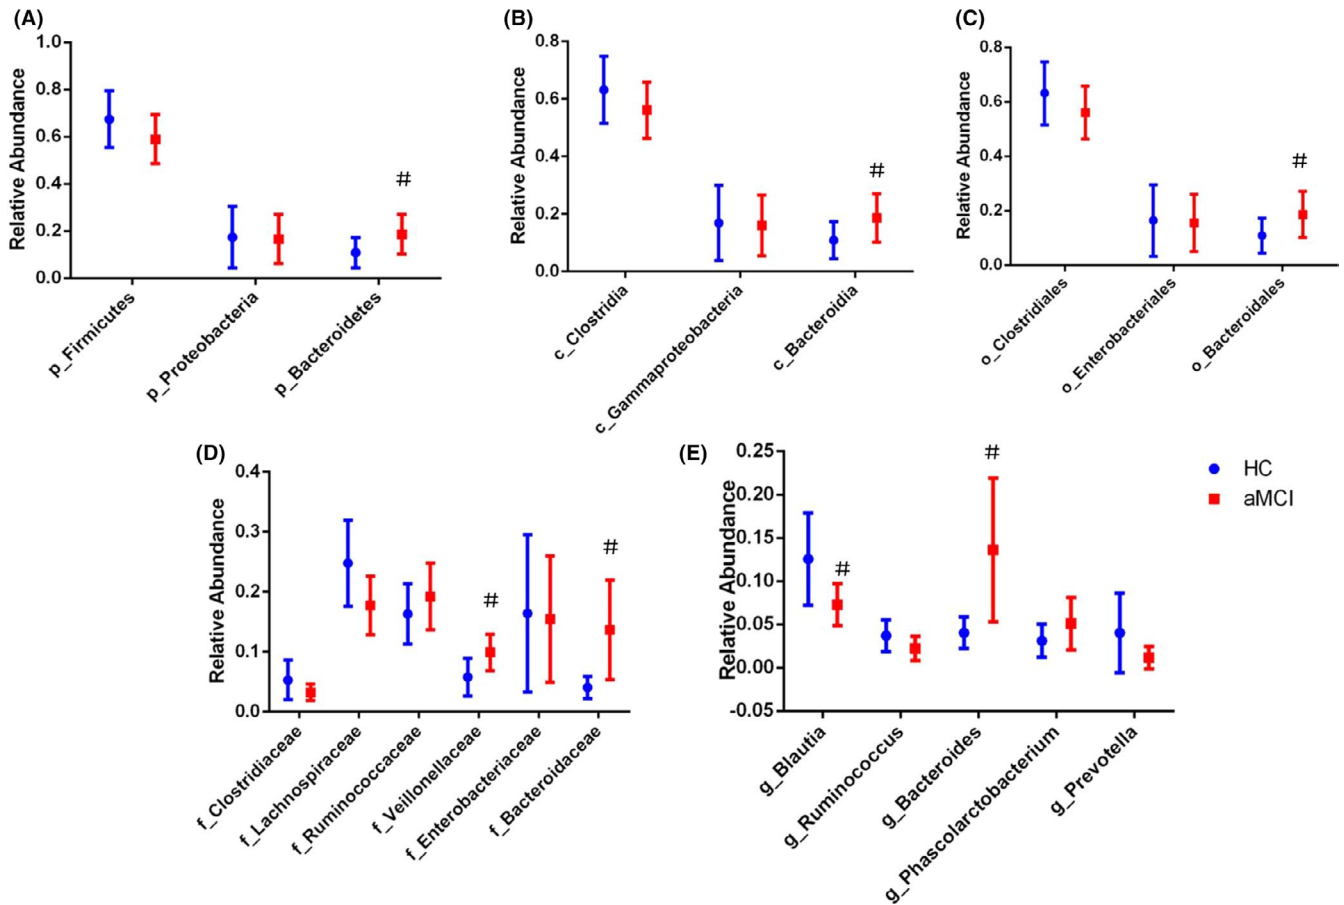 (A)
1.0
0.8
0.6
0.4
0.2
0.0
Relative Abundance
#
p_Firmicutes
p_Proteobacteria
p_Bacteroidetes
(B)
0.8
0.6
0.4
0.2
0.0
Relative Abundance
#
c_Clostridia
c_Gammaproteobacteria
c_Bacteroidia
(C)
0.8
0.6
0.4
0.2
0.0
Relative Abundance
#
o_Clostridiales
o_Enterobacteriales
o_Bacteroidales
(D)
0.4
0.3
0.2
0.1
0.0
Relative Abundance
#
#
f_Clostridiaceae
f_Lachnospiraceae
f_Ruminoccaceae
f_Veillonellaceae
f_Enterobacteriaceae
f_Bacteroidaceae
(E)
0.25
0.20
0.15
0.10
0.05
0.00
-0.05
Relative Abundance
#
#
g_Blautia
g_Ruminococcus
g_Bacteroides
g_Phascolarctobacterium
g_Prevotella
HC
aMCI